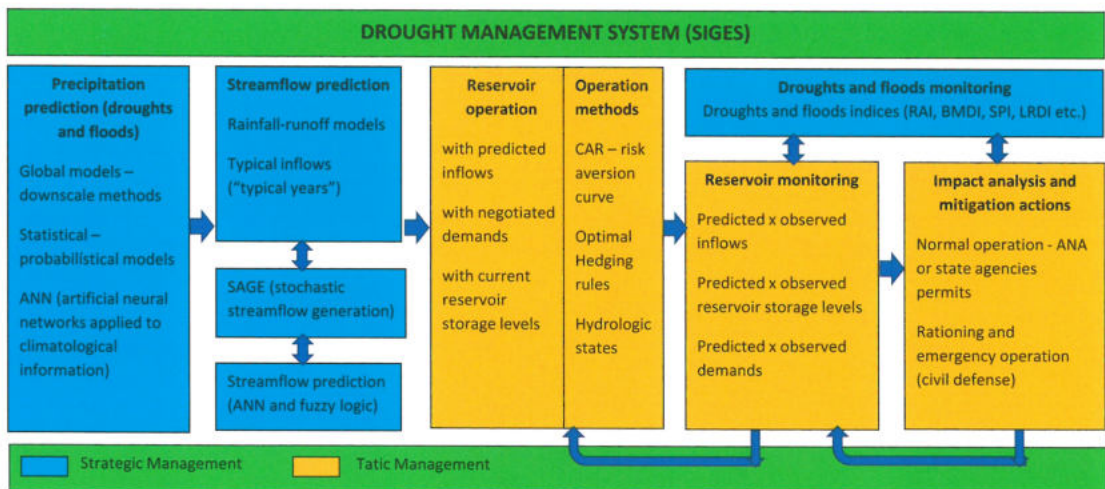 DROUGHT MANAGEMENT SYSTEM (SIGES)
Precipitation
prediction (droughts
and floods)
Global models –
downscale methods
Statistical –
probabilistical models
ANN (artificial neural
networks applied to
climatological
information)
Streamflow prediction
Rainfall-runoff models
Typical inflows
("typical years")
SAGE (stochastic
streamflow generation)
Streamflow prediction
(ANN and fuzzy logic)
Reservoir
operation
with predicted
inflows
with negotiated
demands
with current
reservoir
storage levels
Operation
methods
CAR – risk
aversion
curve
Optimal
Hedging
rules
Hydrologic
states
Droughts and floods monitoring
Droughts and floods indices (RAI, BMDI, SPI, LRDI etc.)
Reservoir monitoring
Predicted x observed
inflows
Predicted x observed
reservoir storage levels
Predicted x observed
demands
Impact analysis and
mitigation actions
Normal operation - ANA
or state agencies
permits
Rationing and
emergency operation
(civil defense)
Strategic Management
Tatic Management